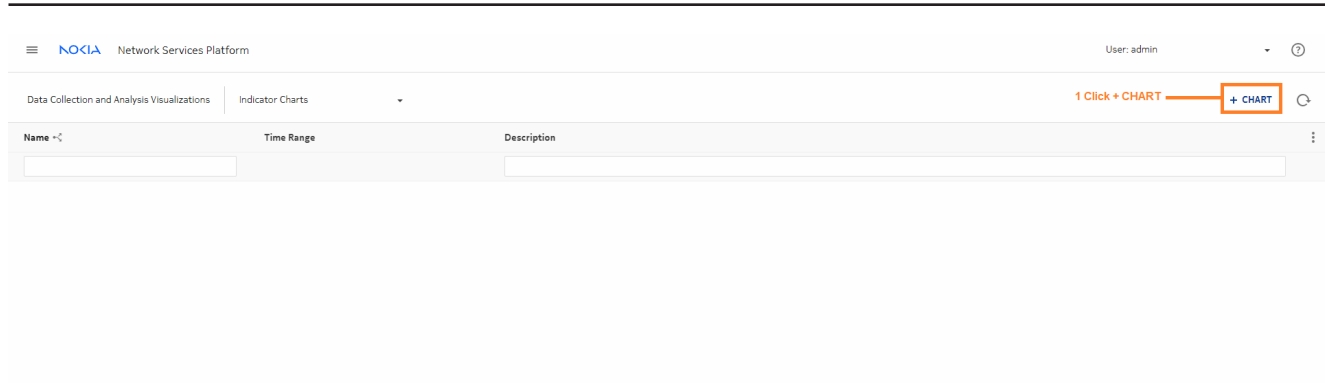 NOKIA Network Services Platform User: admin
Data Collection and Analysis Visualizations Indicator Charts 1 Click + CHART + CHART
Name Time Range Description